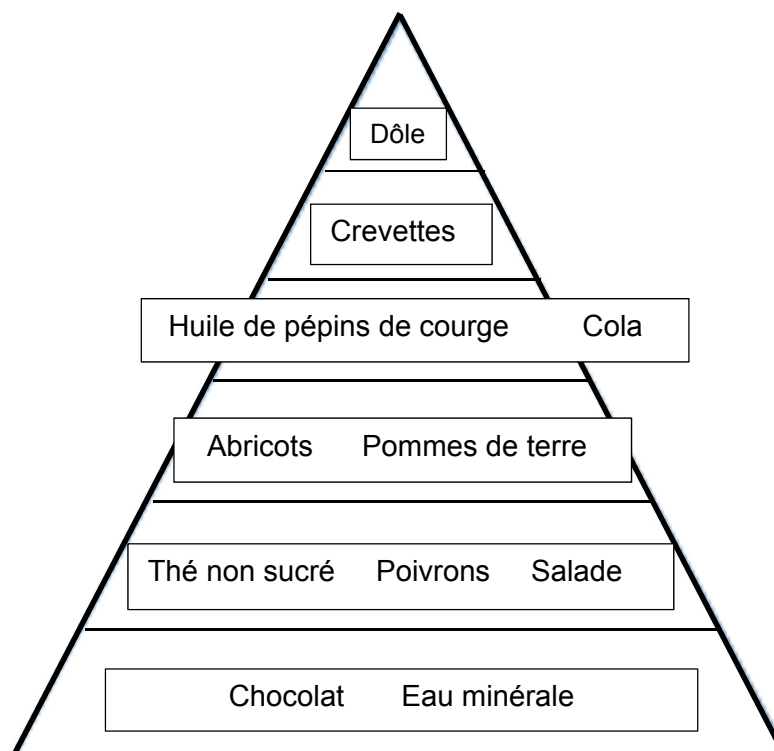 Dôle
Crevettes
Huile de pépins de courge Cola
Abricots Pommes de terre
Thé non sucré Poivrons Salade
Chocolat Eau minérale